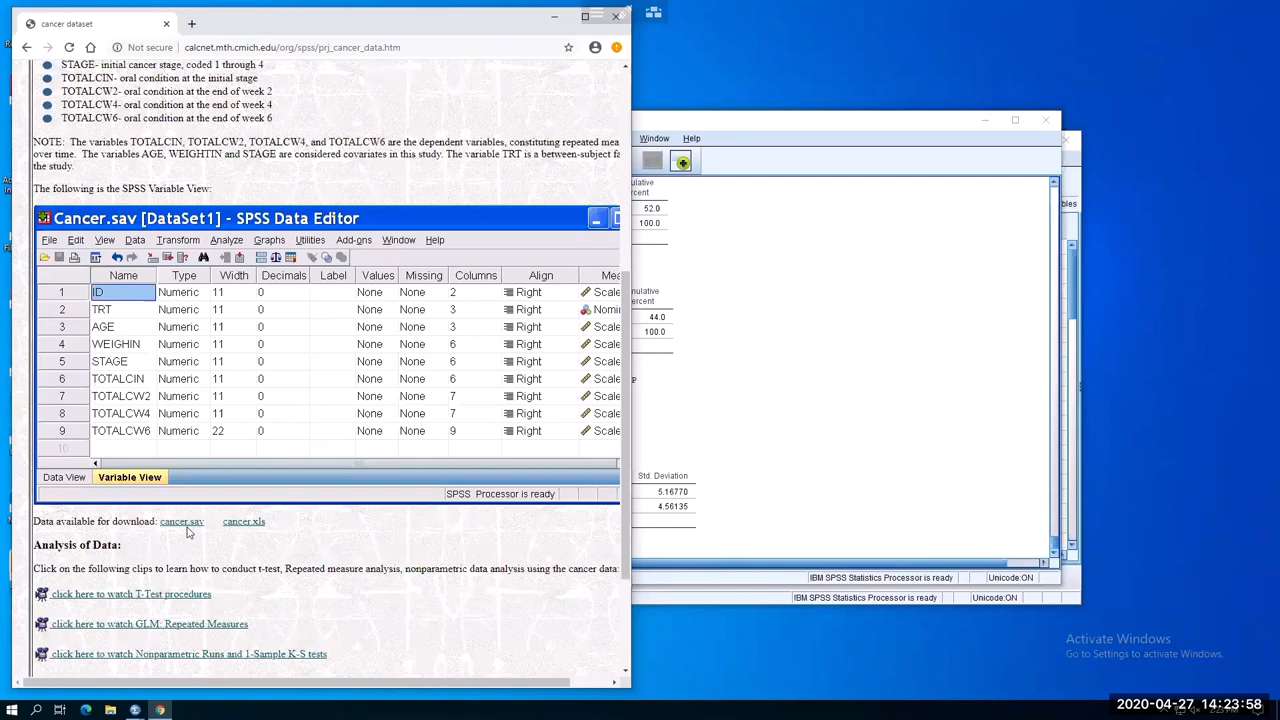 cancer dataset
Not secure
calcnet.mth.cmich.edu/org/spss/prj_cancer_data.htm
STAGE- initial cancer stage, coded 1 through 4
TOTALCIN- oral condition at the initial stage
TOTALCW2- oral condition at the end of week 2
TOTALCW4- oral condition at the end of week 4
TOTALCW6- oral condition at the end of week 6
NOTE: The variables TOTALCIN, TOTALCW2, TOTALCW4, and TOTALCW6 are the dependent variables, constituting repeated mea
over time. The variables AGE, WEIGHTIN and STAGE are considered covariates in this study. The variable TRT is a between-subject fa
the study.
The following is the SPSS Variable View:
Cancer.sav [DataSet1] - SPSS Data Editor
File Edit View Data Transform Analyze Graphs Utilities Add-ons Window Help
Name Type Width Decimals Label Values Missing Columns Align Mea
1 ID Numeric 11 0 None None 2 Right Scale
2 TRT Numeric 11 0 None None 3 Right Nomi
3 AGE Numeric 11 0 None None 3 Right Scale
4 WEIGHIN Numeric 11 0 None None 6 Right Scale
5 STAGE Numeric 11 0 None None 6 Right Scale
6 TOTALCIN Numeric 11 0 None None 6 Right Scale
7 TOTALCW2 Numeric 11 0 None None 7 Right Scale
8 TOTALCW4 Numeric 11 0 None None 7 Right Scale
9 TOTALCW6 Numeric 22 0 None None 9 Right Scale
10
Data View Variable View
SPSS Processor is ready
Data available for download: cancer.sav cancer.xls
Analysis of Data:
Click on the following clips to learn how to conduct t-test, Repeated measure analysis, nonparametric data analysis using the cancer data:
click here to watch T-Test procedures
click here to watch GLM: Repeated Measures
click here to watch Nonparametric Runs and 1-Sample K-S tests
Window Help
ulative
rcent
52.0
100.0
ulative
rcent
44.0
100.0
Std. Deviation
5.16770
4.56135
IBM SPSS Statistics Processor is ready Unicode:ON
IBM SPSS Statistics Processor is ready Unicode:ON
Activate Windows
Go to Settings to activate Windows.
2020-04-27 14:23:58